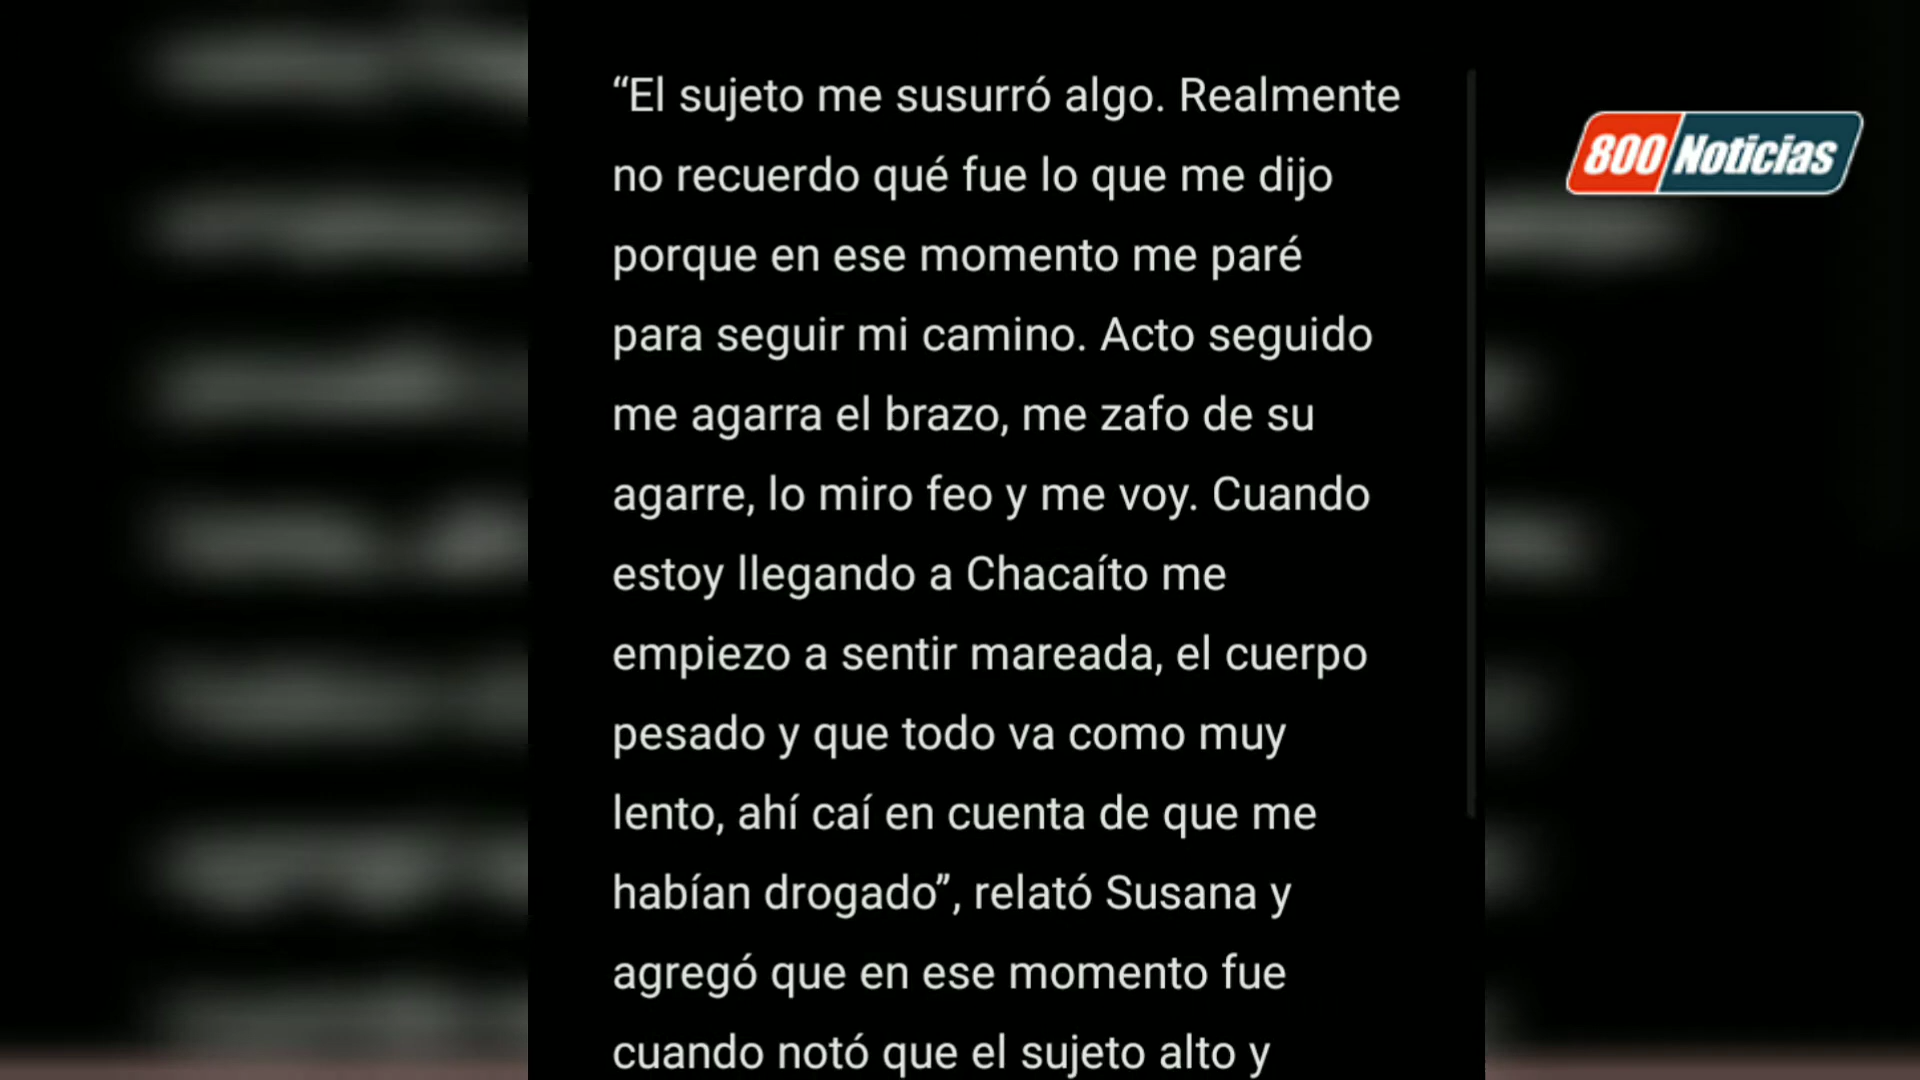 “El sujeto me susurró algo. Realmente
no recuerdo qué fue lo que me dijo
porque en ese momento me paré
para seguir mi camino. Acto seguido
me agarra el brazo, me zafo de su
agarre, lo miro feo y me voy. Cuando
estoy llegando a Chacaíto me
empiezo a sentir mareada, el cuerpo
pesado y que todo va como muy
lento, ahí caí en cuenta de que me
habían drogado”, relató Susana y
agregó que en ese momento fue
cuando notó que el sujeto alto y
800 Noticias